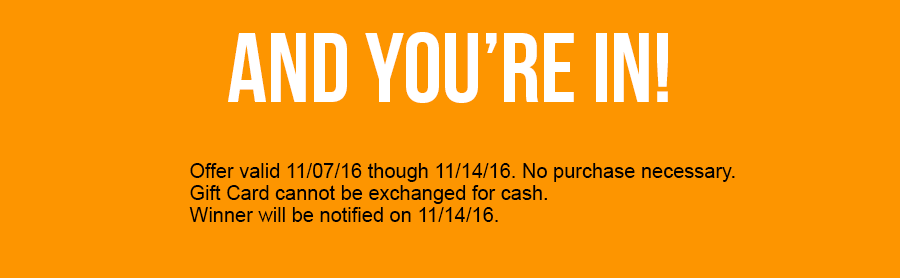 AND YOU’RE IN!
Offer valid 11/07/16 though 11/14/16. No purchase necessary.
Gift Card cannot be exchanged for cash.
Winner will be notified on 11/14/16.